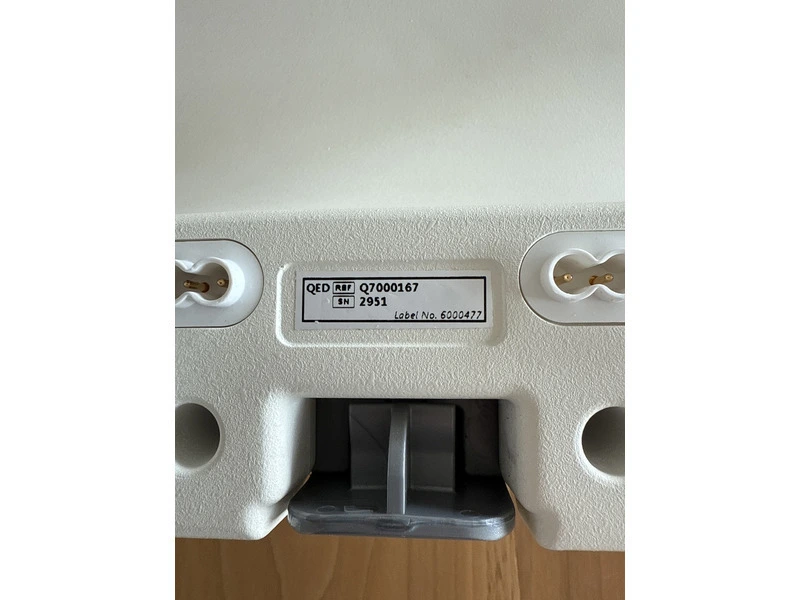 QED REF Q7000167
SN 2951
Label No. 6000477